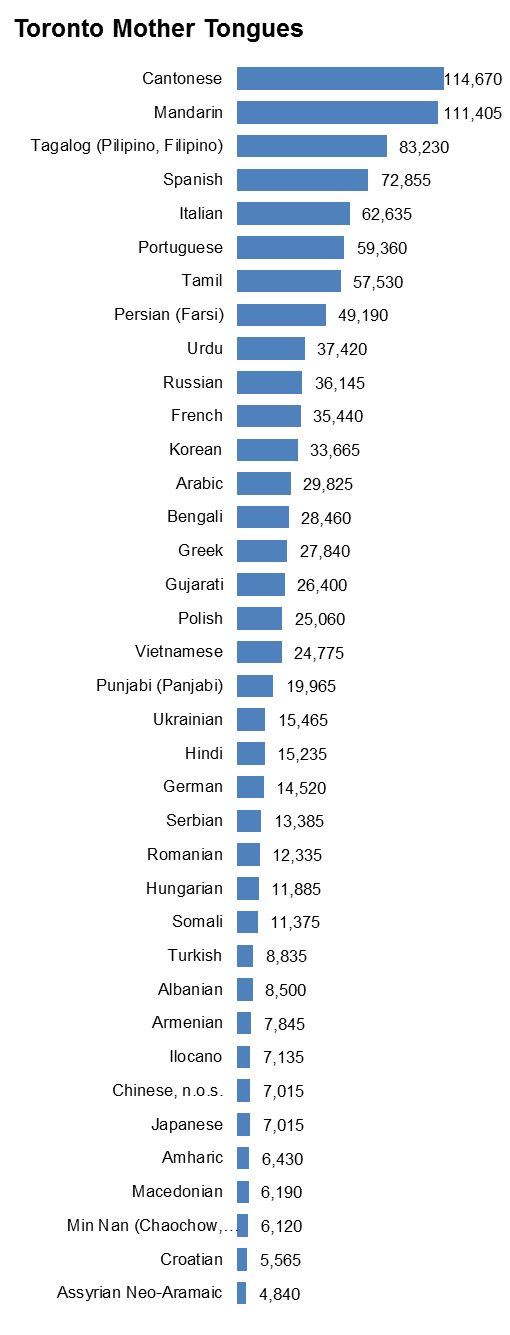 Toronto Mother Tongues
Cantonese 114,670
Mandarin 111,405
Tagalog (Pilipino, Filipino) 83,230
Spanish 72,855
Italian 62,635
Portuguese 59,360
Tamil 57,530
Persian (Farsi) 49,190
Urdu 37,420
Russian 36,145
French 35,440
Korean 33,665
Arabic 29,825
Bengali 28,460
Greek 27,840
Gujarati 26,400
Polish 25,060
Vietnamese 24,775
Punjabi (Panjabi) 19,965
Ukrainian 15,465
Hindi 15,235
German 14,520
Serbian 13,385
Romanian 12,335
Hungarian 11,885
Somali 11,375
Turkish 8,835
Albanian 8,500
Armenian 7,845
Ilocano 7,135
Chinese, n.o.s. 7,015
Japanese 7,015
Amharic 6,430
Macedonian 6,190
Min Nan (Chaochow,... 6,120
Croatian 5,565
Assyrian Neo-Aramaic 4,840